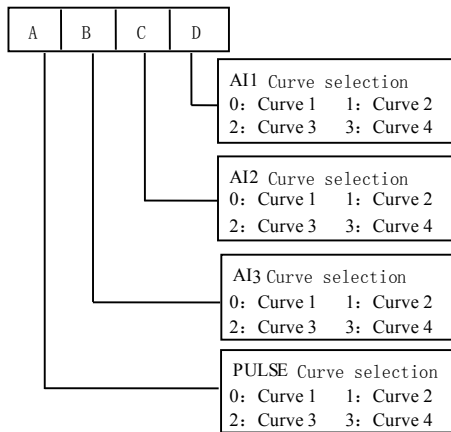 A B C D
AI1 Curve selection
0: Curve 1 1: Curve 2
2: Curve 3 3: Curve 4
AI2 Curve selection
0: Curve 1 1: Curve 2
2: Curve 3 3: Curve 4
AI3 Curve selection
0: Curve 1 1: Curve 2
2: Curve 3 3: Curve 4
PULSE Curve selection
0: Curve 1 1: Curve 2
2: Curve 3 3: Curve 4